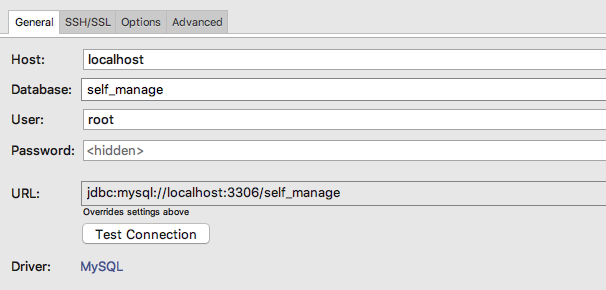 General SSH/SSL Options Advanced
Host: localhost
Database: self_manage
User: root
Password: <hidden>
URL: jdbc:mysql://localhost:3306/self_manage
Overrides settings above
Test Connection
Driver: MySQL